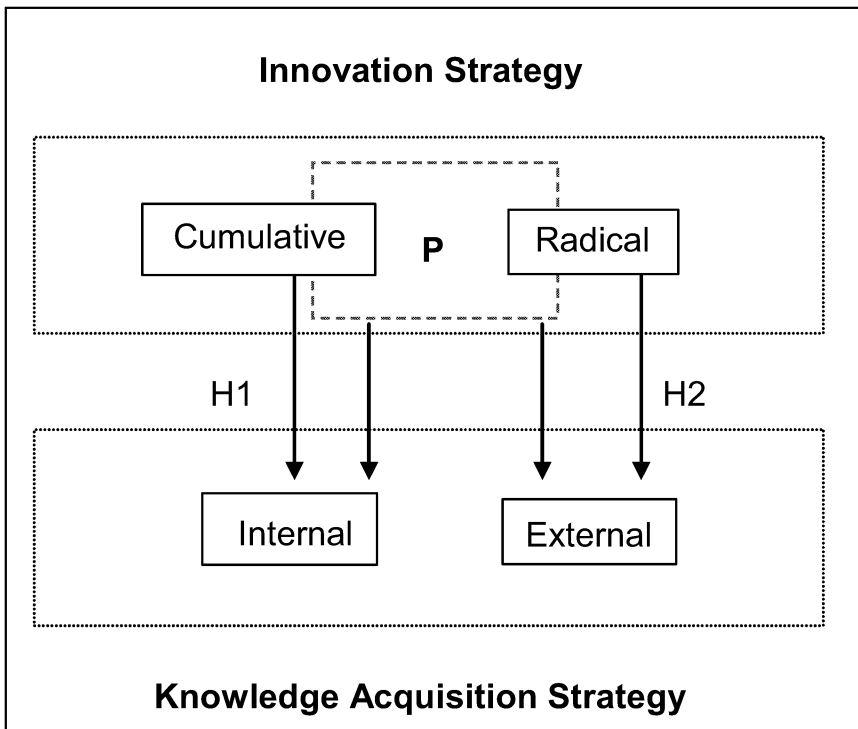 Innovation Strategy
Cumulative
P
Radical
H1
H2
Internal
External
Knowledge Acquisition Strategy